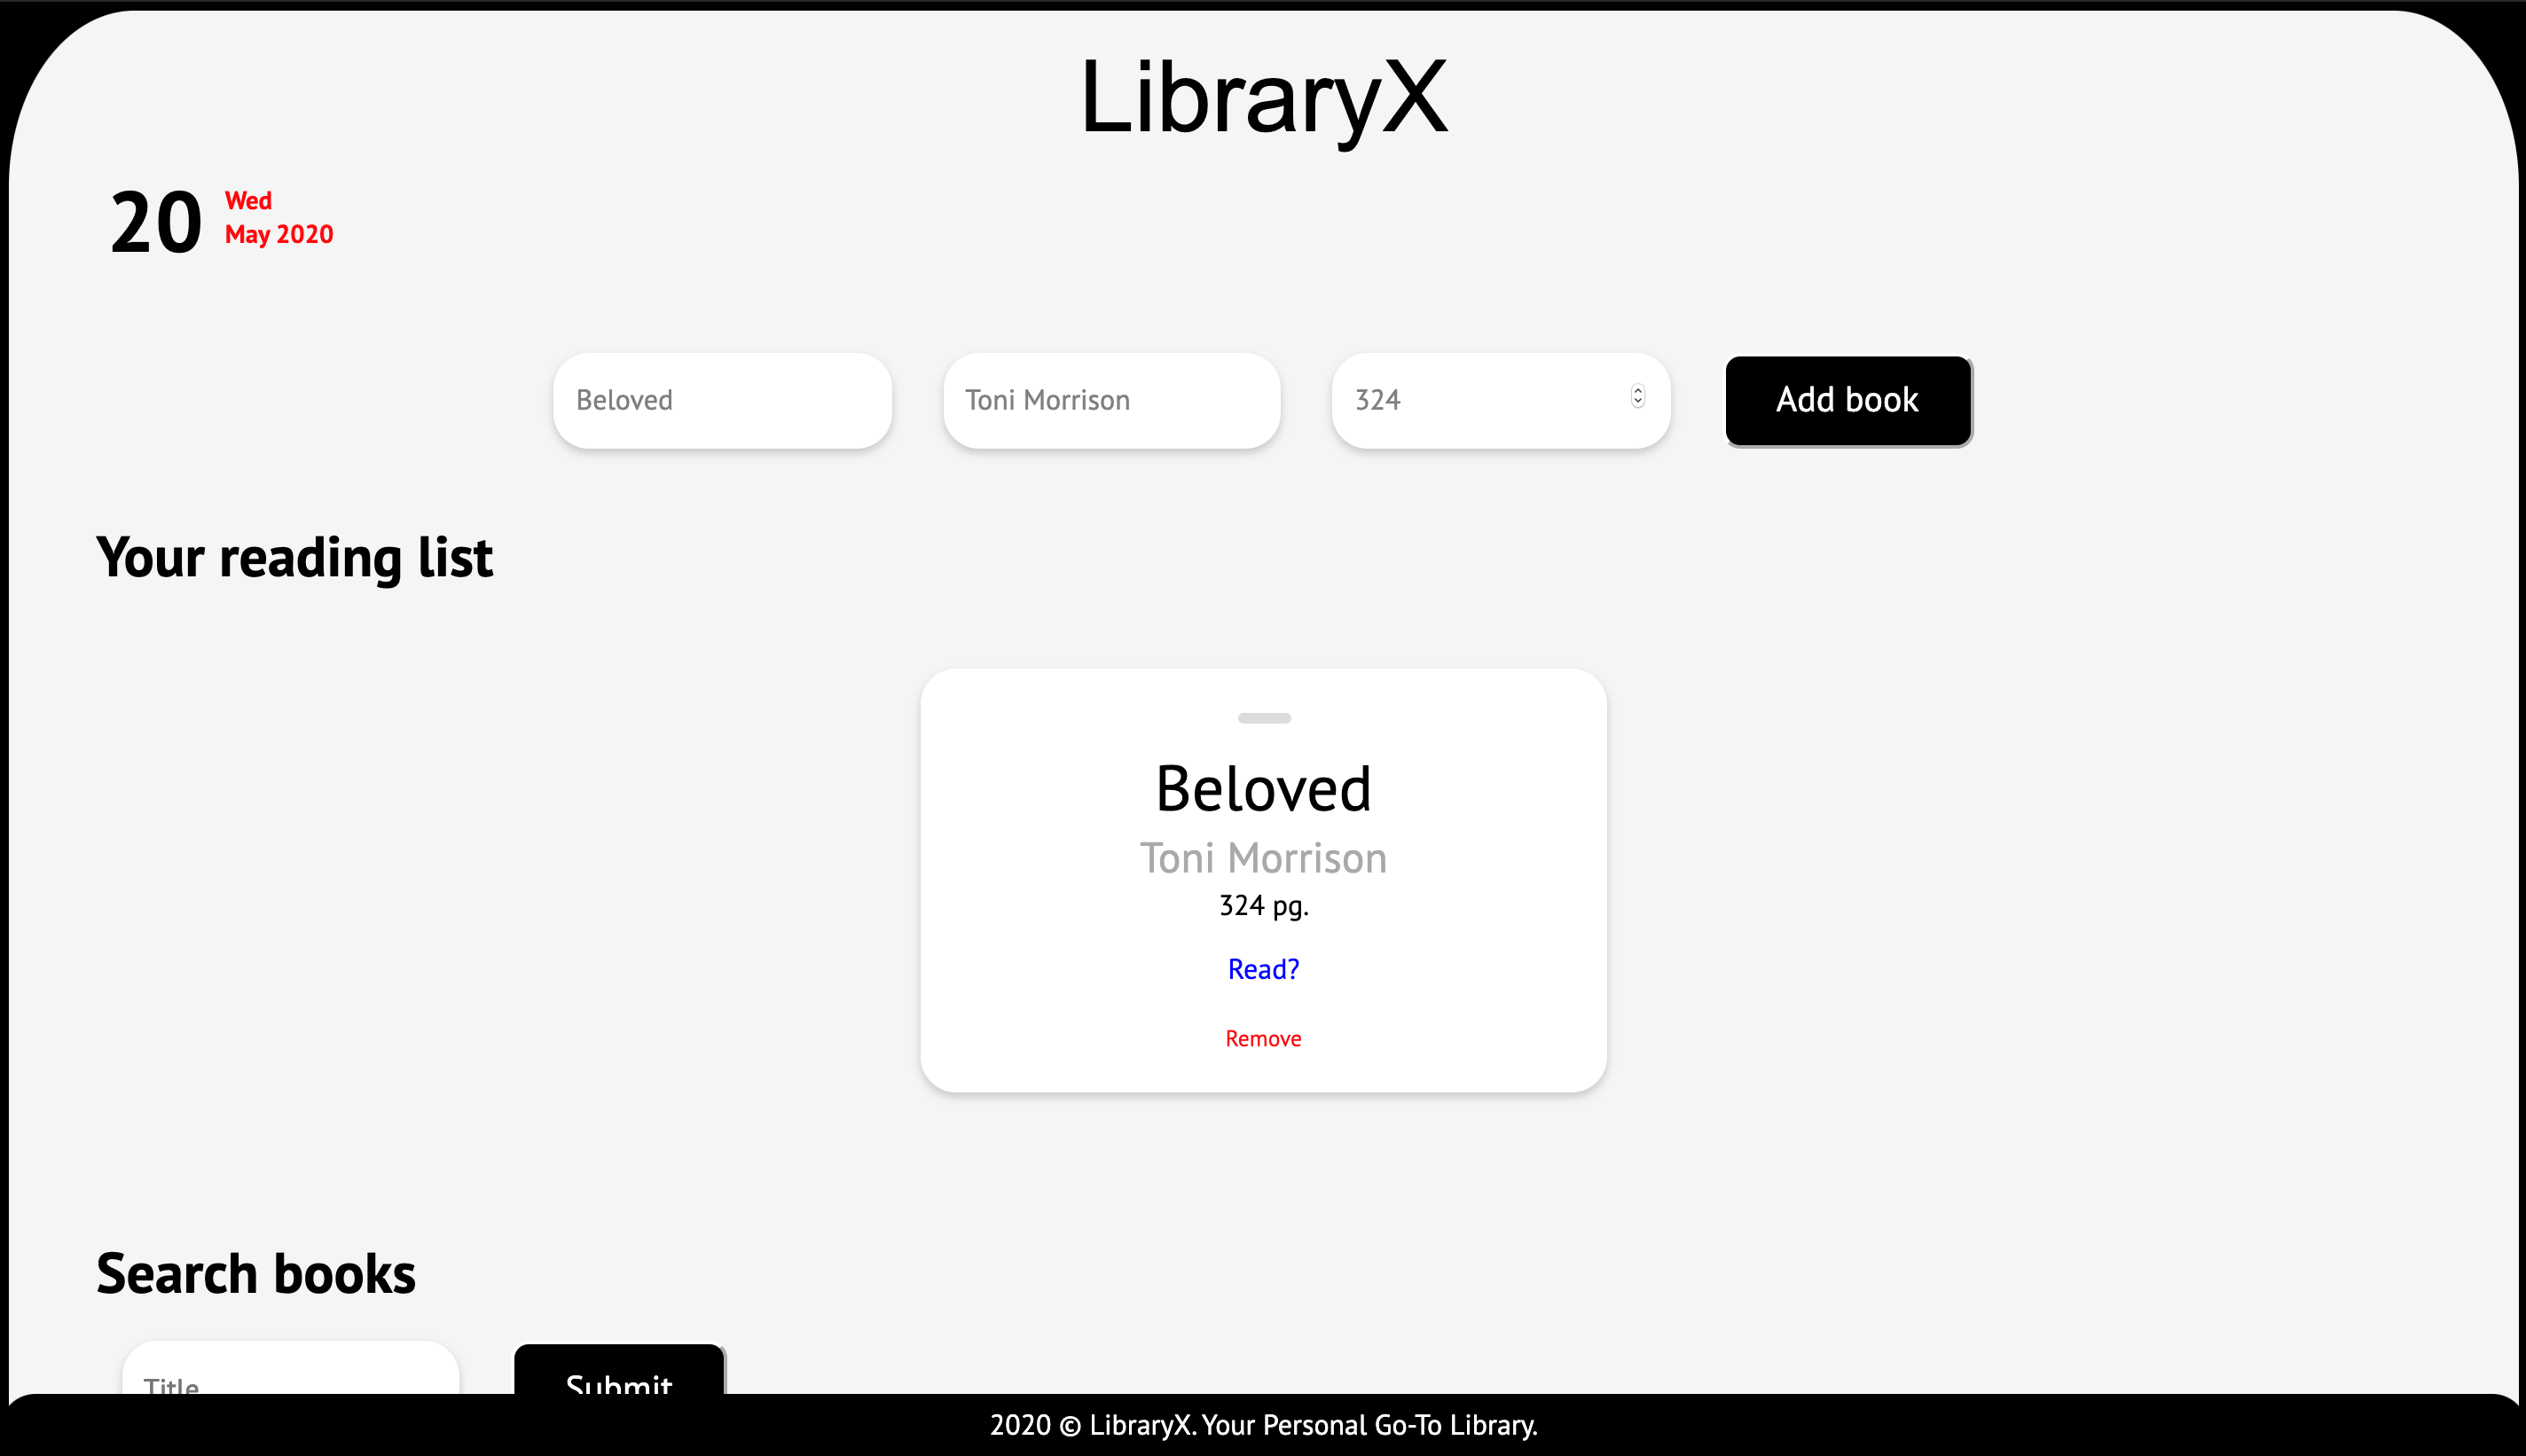 LibraryX
20
Wed
May 2020
Beloved
Toni Morrison
324
Add book
Your reading list
Beloved
Toni Morrison
324 pg.
Read?
Remove
Search books
Title
Submit
2020 © LibraryX. Your Personal Go-To Library.